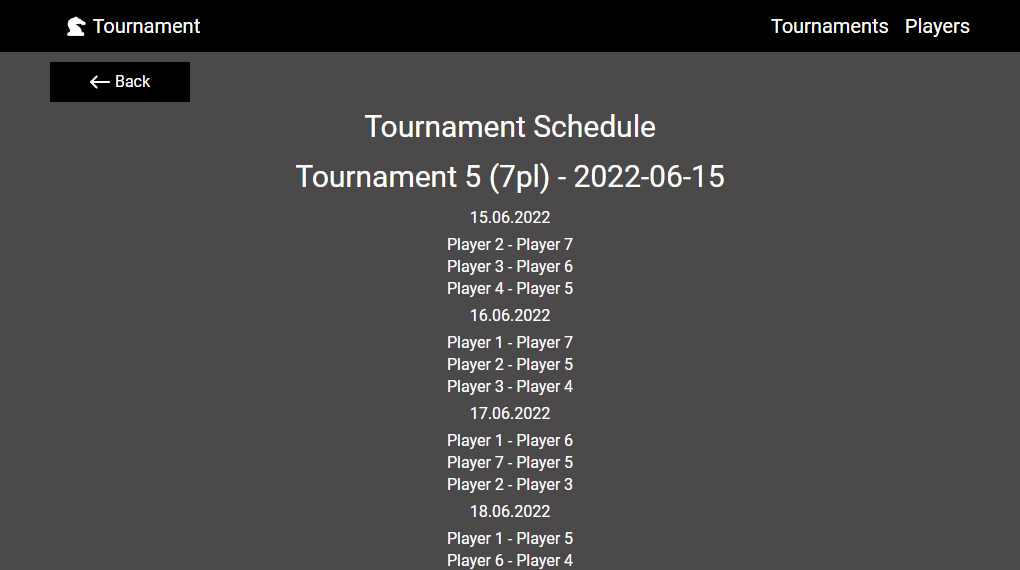 Tournament
Tournaments Players
Back
Tournament Schedule
Tournament 5 (7pl) - 2022-06-15
15.06.2022
Player 2 - Player 7
Player 3 - Player 6
Player 4 - Player 5
16.06.2022
Player 1 - Player 7
Player 2 - Player 5
Player 3 - Player 4
17.06.2022
Player 1 - Player 6
Player 7 - Player 5
Player 2 - Player 3
18.06.2022
Player 1 - Player 5
Player 6 - Player 4